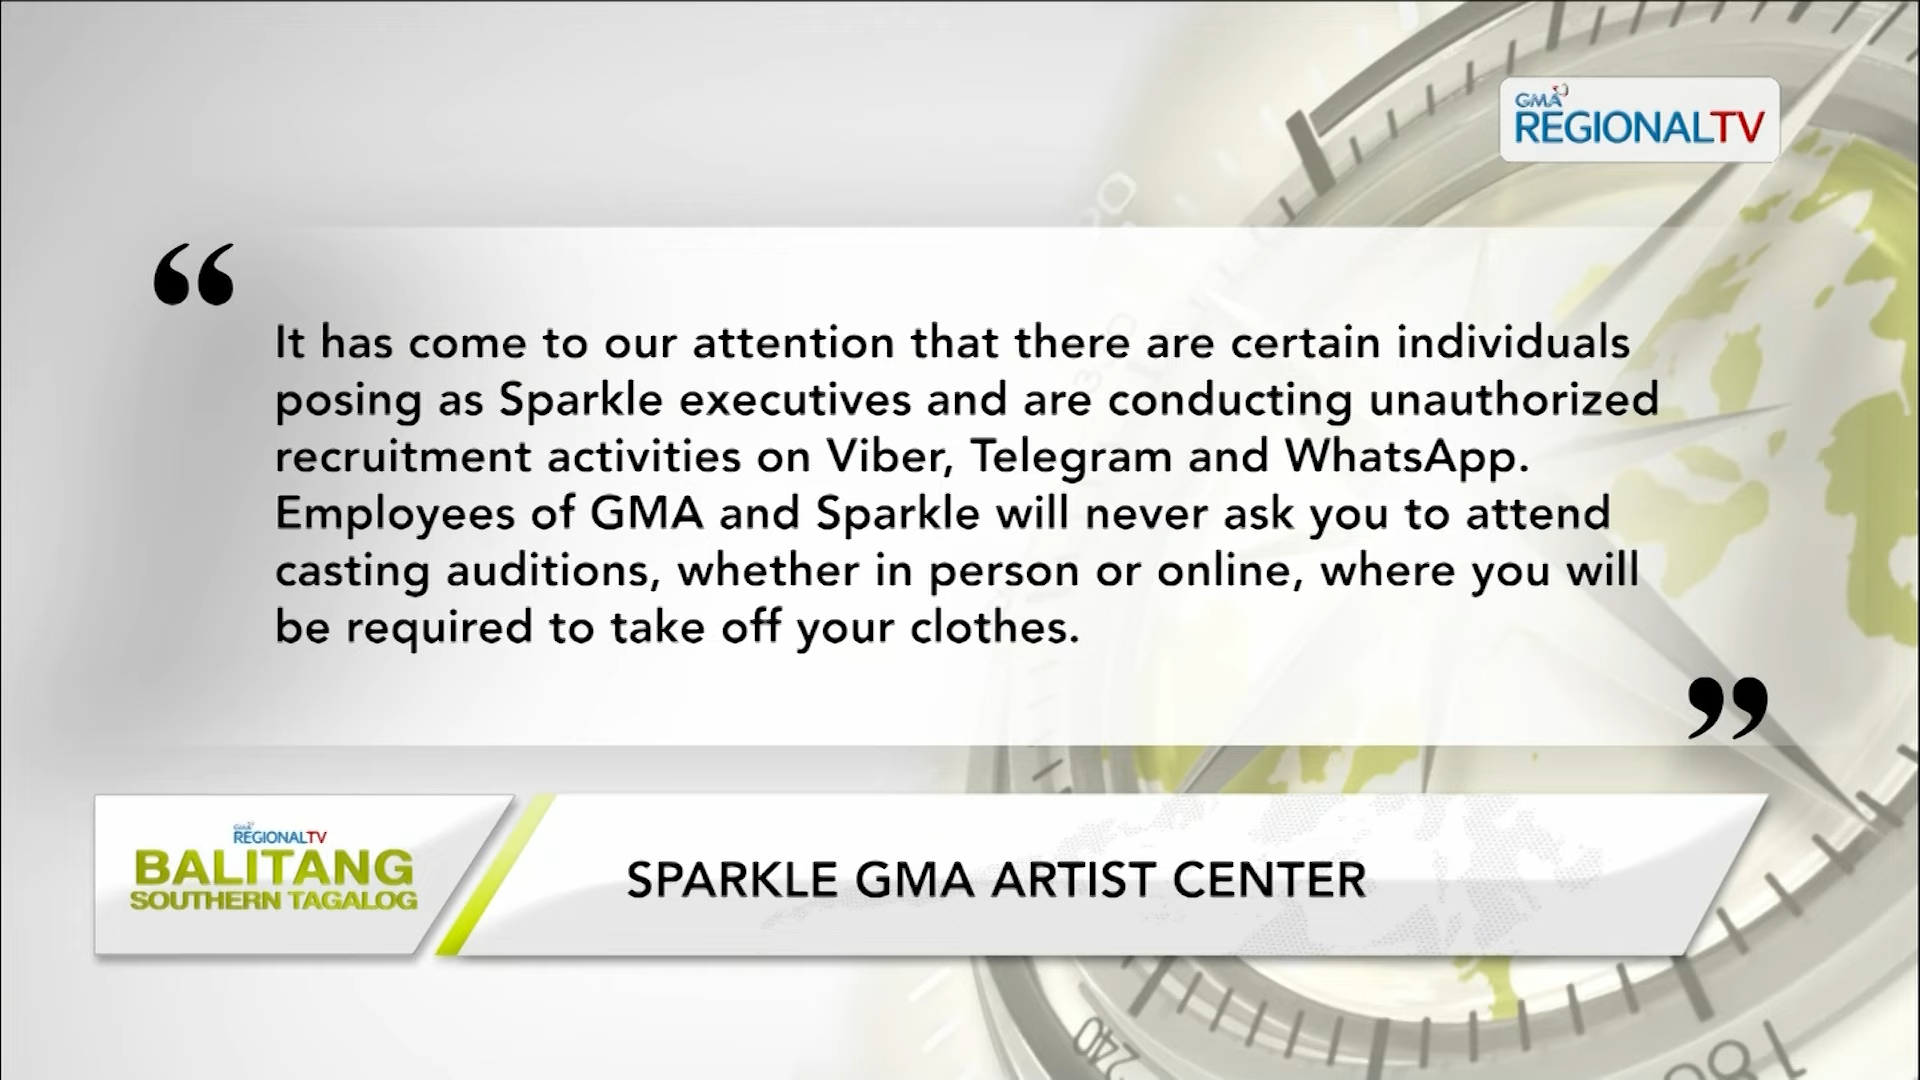 GMA
REGIONALTV
“
It has come to our attention that there are certain individuals
posing as Sparkle executives and are conducting unauthorized
recruitment activities on Viber, Telegram and WhatsApp.
Employees of GMA and Sparkle will never ask you to attend
casting auditions, whether in person or online, where you will
be required to take off your clothes.
”
GMA
REGIONALTV
BALITANG
SOUTHERN TAGALOG
SPARKLE GMA ARTIST CENTER
240
180